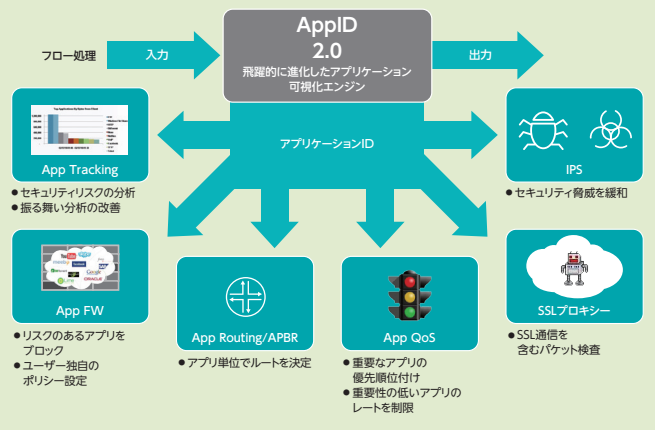 AppID
2.0
飛躍的に進化したアプリケーション
可視化エンジン
フロー処理
入力
出力
アプリケーションID
App Tracking
●セキュリティリスクの分析
●振る舞い分析の改善
IPS
●セキュリティ脅威を緩和
App FW
●リスクのあるアプリを
ブロック
●ユーザー独自の
ポリシー設定
App Routing/APBR
●アプリ単位でルートを決定
App QoS
●重要なアプリの
優先順位付け
●重要性の低いアプリの
レートを制限
SSLプロキシー
●SSL通信を
含むパケット検査
YouTube
Google
ORACLE